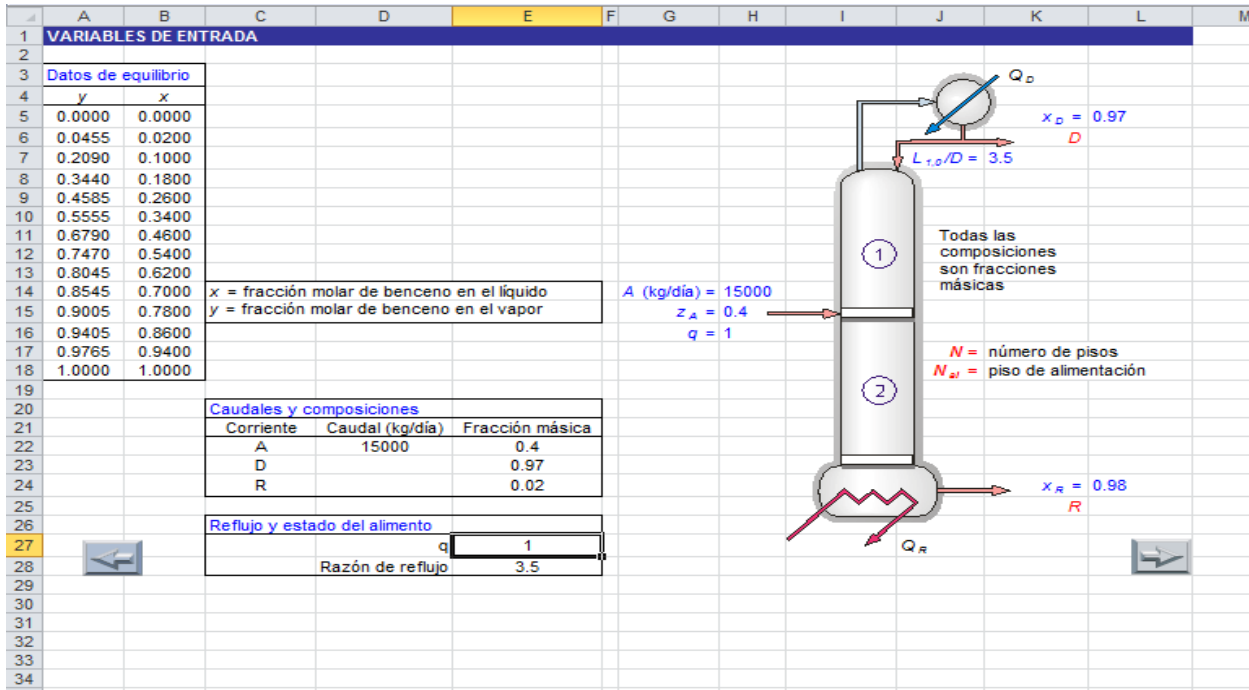 A B C D E F G H I J K L M
1 VARIABLES DE ENTRADA
2
3 Datos de equilibrio Q D
4 y x
5 0.0000 0.0000 x D = 0.97
6 0.0455 0.0200 D
7 0.2090 0.1000 L 1,0/D = 3.5
8 0.3440 0.1800
9 0.4585 0.2600
10 0.5555 0.3400
11 0.6790 0.4600 Todas las
12 0.7470 0.5400 1 composiciones
13 0.8045 0.6200 son fracciones
14 0.8545 0.7000 x = fracción molar de benceno en el líquido A (kg/día) = 15000 másicas
15 0.9005 0.7800 y = fracción molar de benceno en el vapor z A = 0.4
16 0.9405 0.8600 q = 1
17 0.9765 0.9400 N = número de pisos
18 1.0000 1.0000 N al = piso de alimentación
19
20 Caudales y composiciones 2
21 Corriente Caudal (kg/día) Fracción másica
22 A 15000 0.4
23 D 0.97
24 R 0.02 x R = 0.98
25 R
26 Reflujo y estado del alimento
27 q 1 Q R
28 Razón de reflujo 3.5
29
30
31
32
33
34